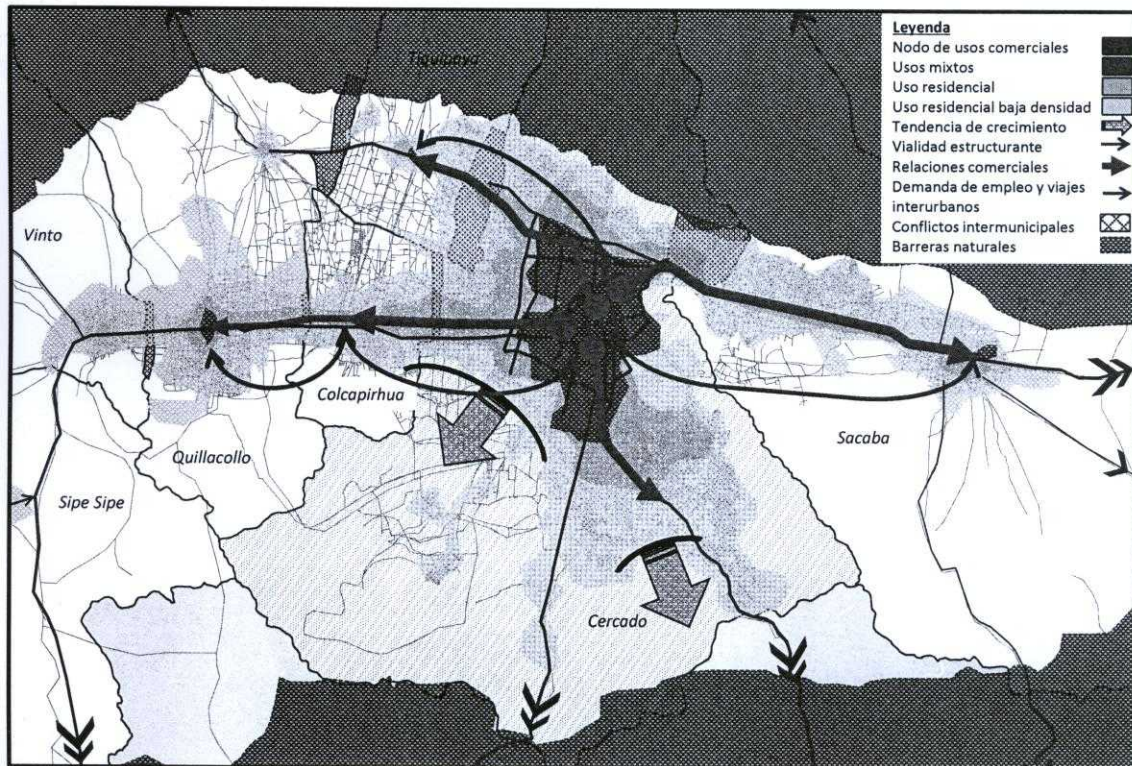 Leyenda
Nodo de usos comerciales
Usos mixtos
Uso residencial
Uso residencial baja densidad
Tendencia de crecimiento
Vialidad estructurante
Relaciones comerciales
Demanda de empleo y viajes
interurbanos
Conflictos intermunicipales
Barreras naturales
Tiquipaya
Vinto
Colcapirhua
Quillacollo
Sacaba
Sipe Sipe
Cercado